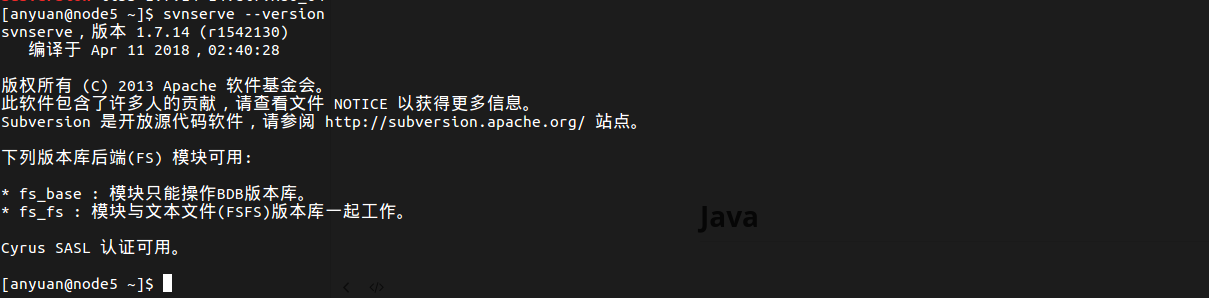 [anyuan@node5 ~]$ svnserve --version
svnserve，版本 1.7.14 (r1542130)
编译于 Apr 11 2018，02:40:28
版权所有 (C) 2013 Apache 软件基金会。
此软件包含了许多人的贡献，请查看文件 NOTICE 以获得更多信息。
Subversion 是开放源代码软件，请参阅 http://subversion.apache.org/ 站点。
下列版本库后端(FS) 模块可用:
* fs_base : 模块只能操作BDB版本库。
* fs_fs : 模块与文本文件(FSFS)版本库一起工作。
Java
Cyrus SASL 认证可用。
[anyuan@node5 ~]$